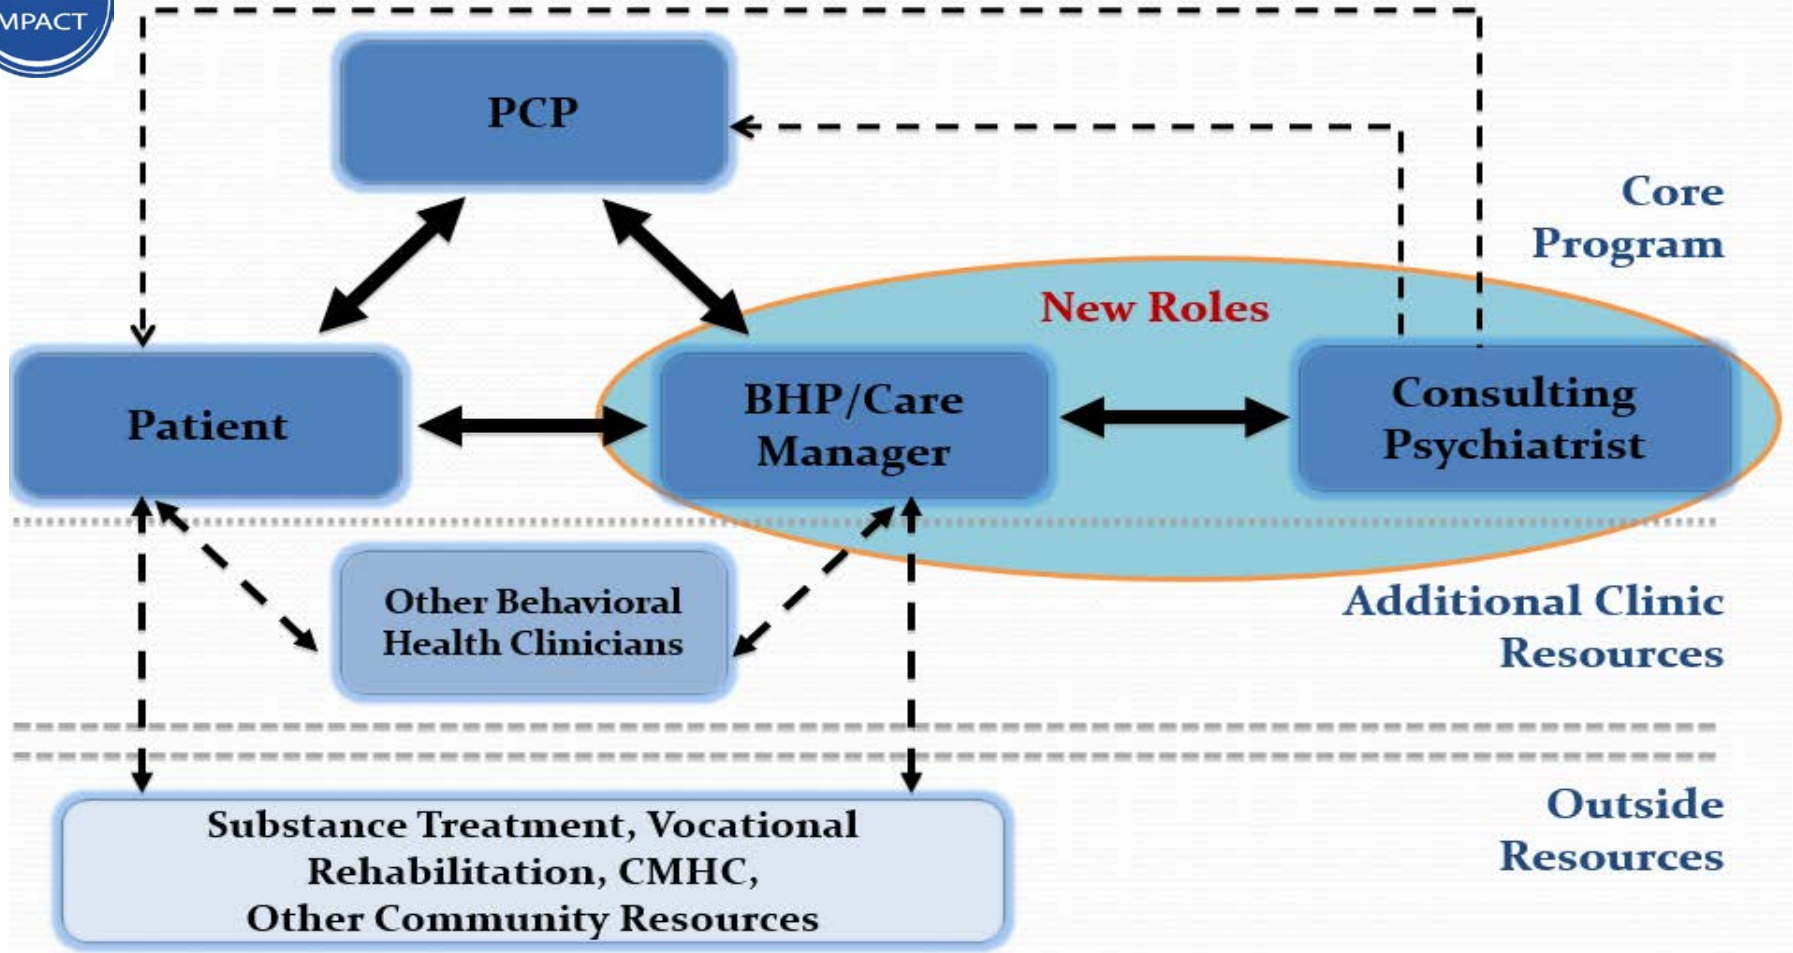 MPACT
PCP
Core
Program
New Roles
Patient
BHP/Care
Manager
Consulting
Psychiatrist
Other Behavioral
Health Clinicians
Additional Clinic
Resources
Substance Treatment, Vocational
Rehabilitation, CMHC,
Other Community Resources
Outside
Resources